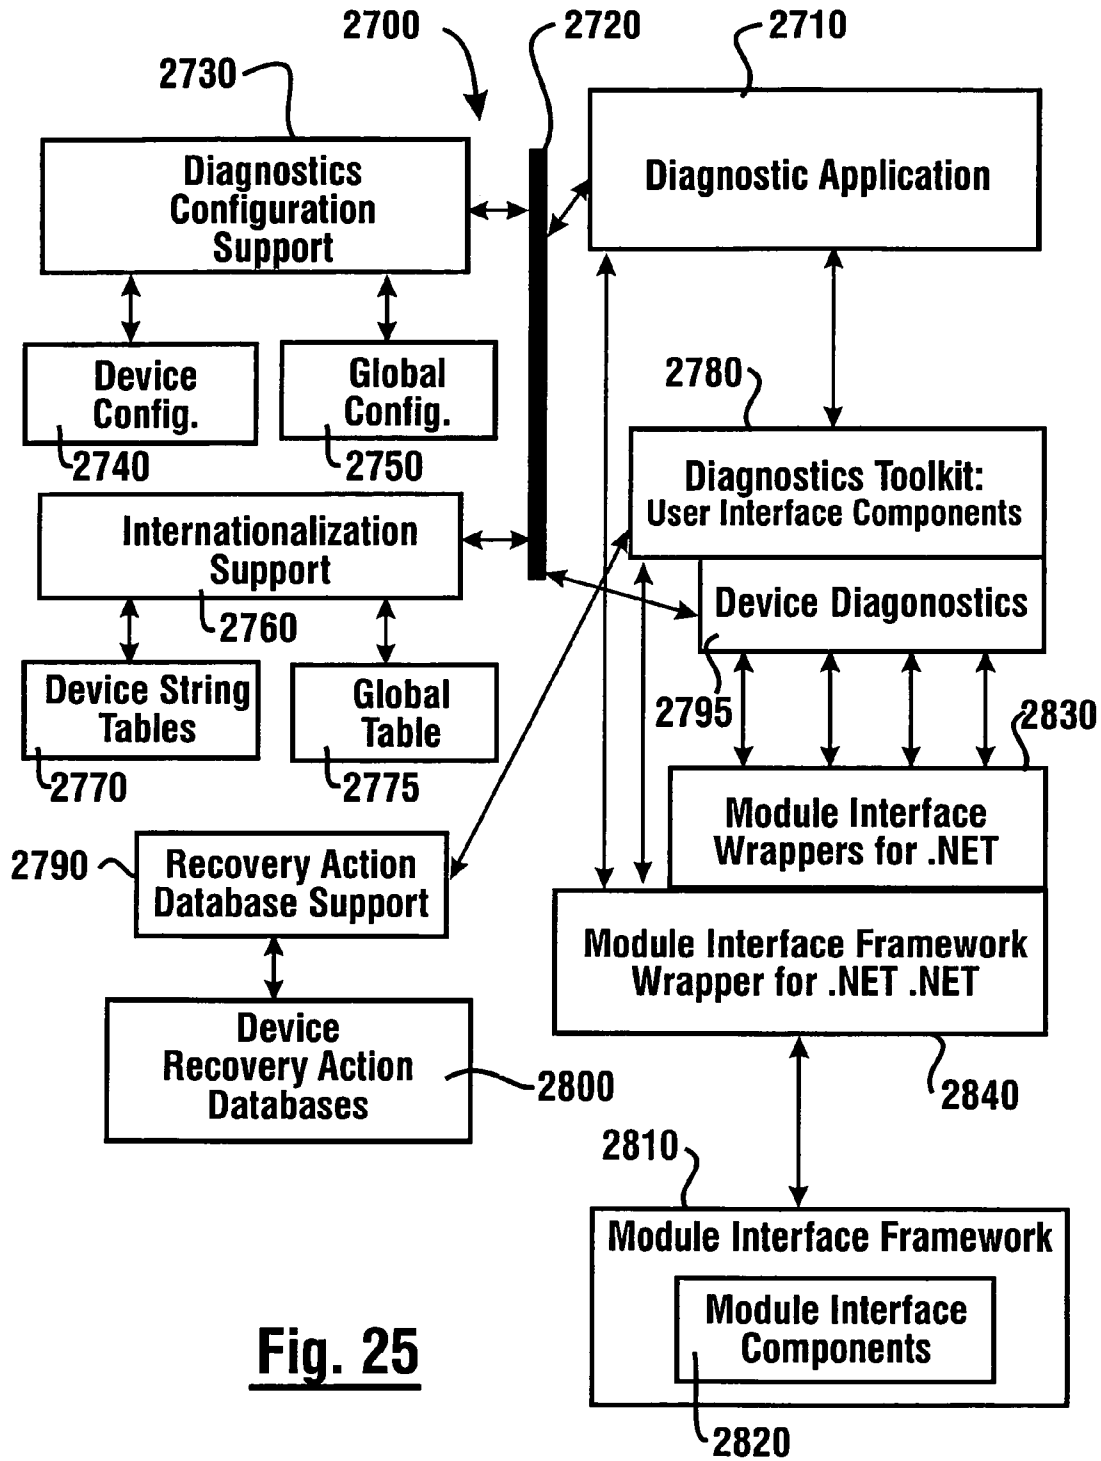 2700
2720
2710
2730
Diagnostics
Configuration
Support
Diagnostic Application
Device
Config.
2740
Global
Config.
2750
2780
Diagnostics Toolkit:
User Interface Components
Internationalization
Support
2760
Device Diagonostics
2795
Device String
Tables
2770
Global
Table
2775
2830
Module Interface
Wrappers for .NET
2790
Recovery Action
Database Support
Module Interface Framework
Wrapper for .NET .NET
2840
Device
Recovery Action
Databases
2800
2810
Module Interface Framework
Module Interface
Components
2820
Fig. 25